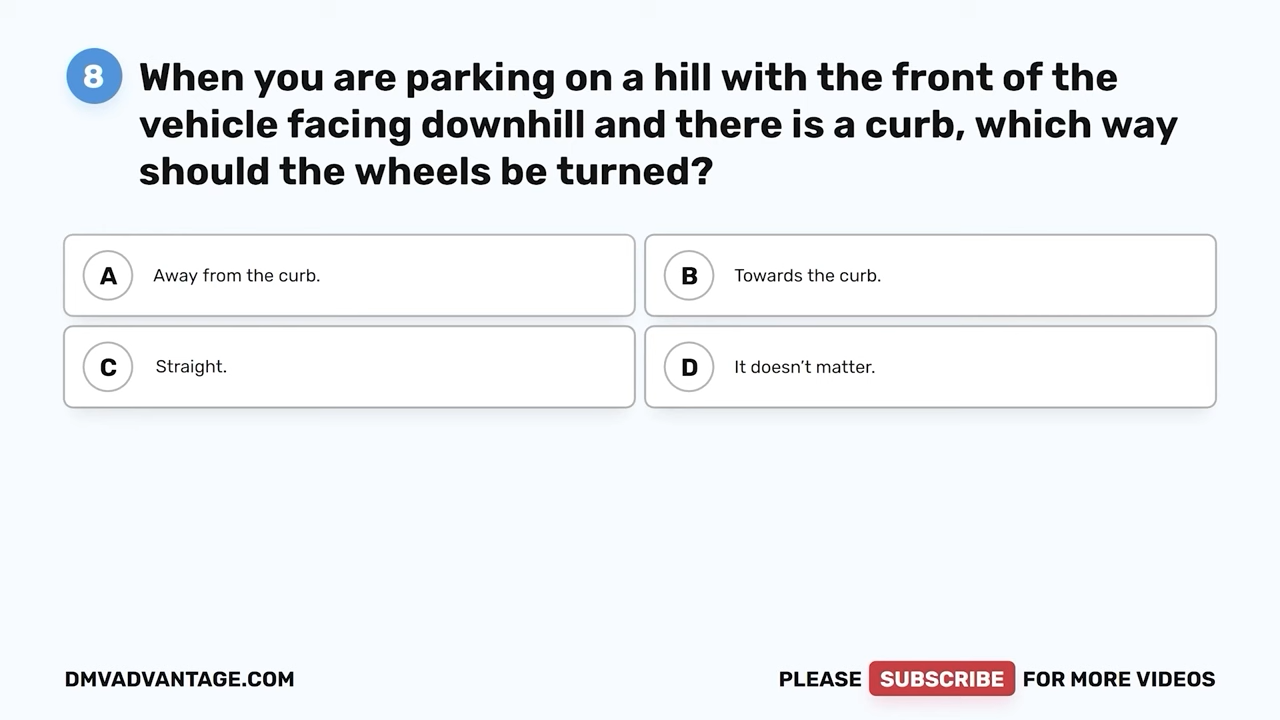 8
When you are parking on a hill with the front of the
vehicle facing downhill and there is a curb, which way
should the wheels be turned?
A Away from the curb.
B Towards the curb.
C Straight.
D It doesn’t matter.
DMVADVANTAGE.COM
PLEASE SUBSCRIBE FOR MORE VIDEOS